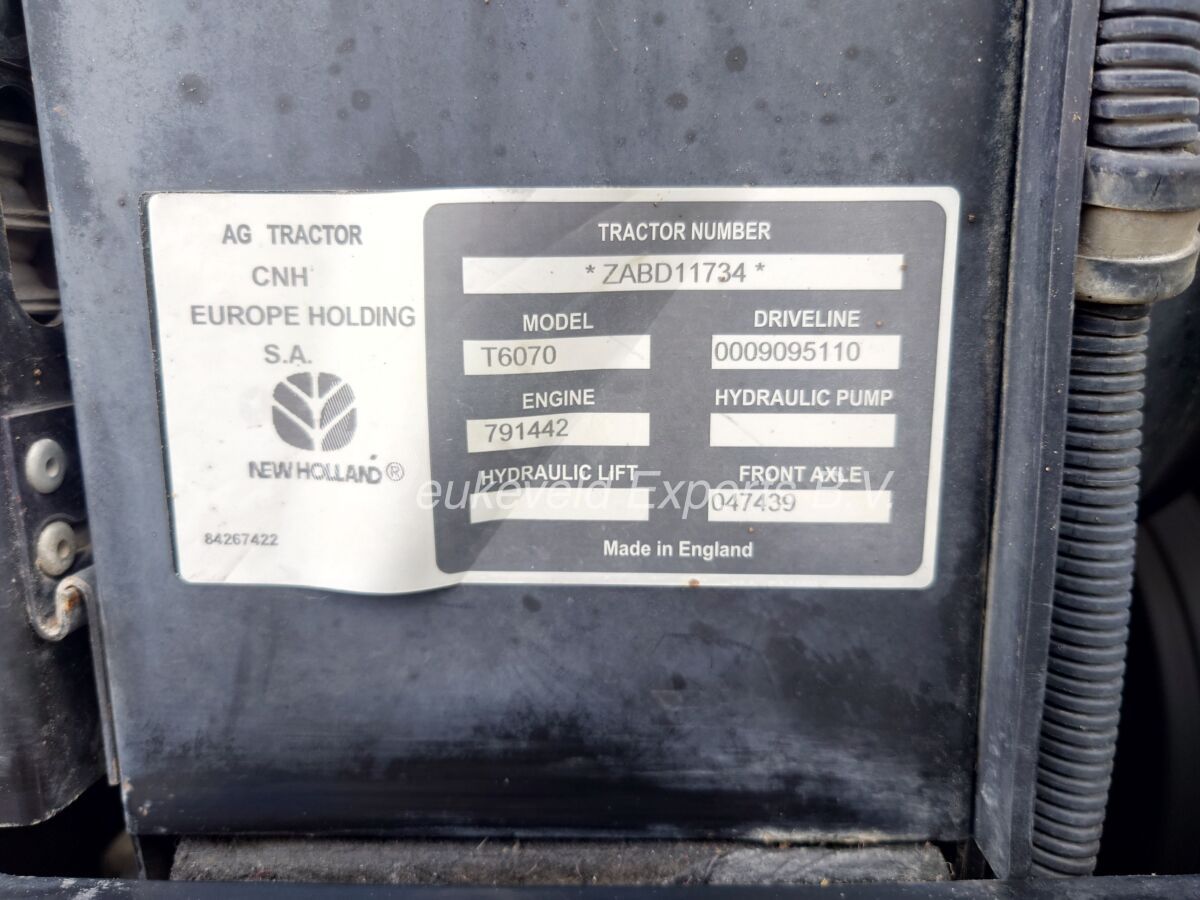 AG TRACTOR
CNH
EUROPE HOLDING
S.A.
NEW HOLLAND®
84267422
TRACTOR NUMBER
*ZABD11734*
MODEL DRIVELINE
T6070 0009095110
ENGINE HYDRAULIC PUMP
791442
HYDRAULIC LIFT FRONT AXLE
047439
Made in England
eukeveld Exports B.V.